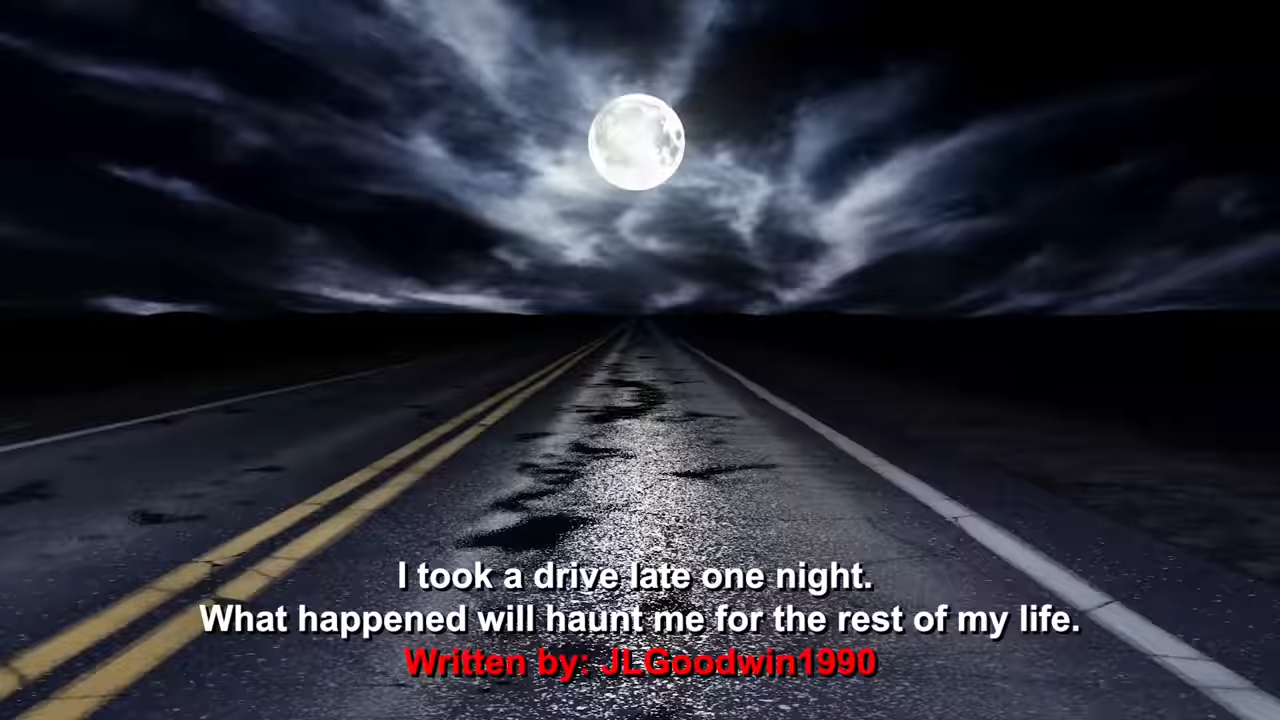 I took a drive late one night.
What happened will haunt me for the rest of my life.
Written by: JLGoodwin1990